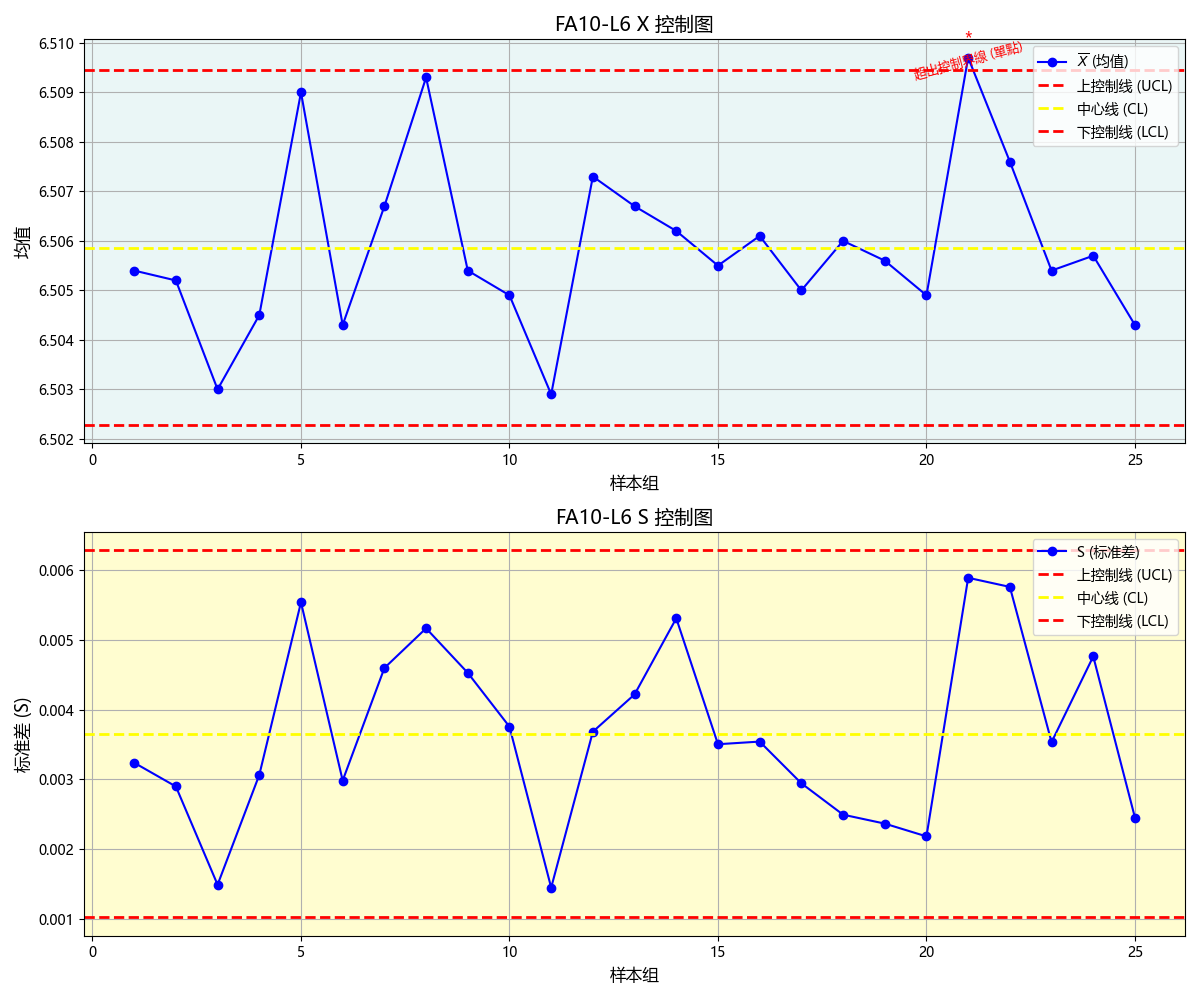 FA10-L6 X 控制图
*
超出控制界線 (單點)
X̅ (均值)
上控制线 (UCL)
中心线 (CL)
下控制线 (LCL)
均值
6.510
6.509
6.508
6.507
6.506
6.505
6.504
6.503
6.502
0 5 10 15 20 25
样本组
FA10-L6 S 控制图
S (标准差)
上控制线 (UCL)
中心线 (CL)
下控制线 (LCL)
标准差 (S)
0.006
0.005
0.004
0.003
0.002
0.001
0 5 10 15 20 25
样本组